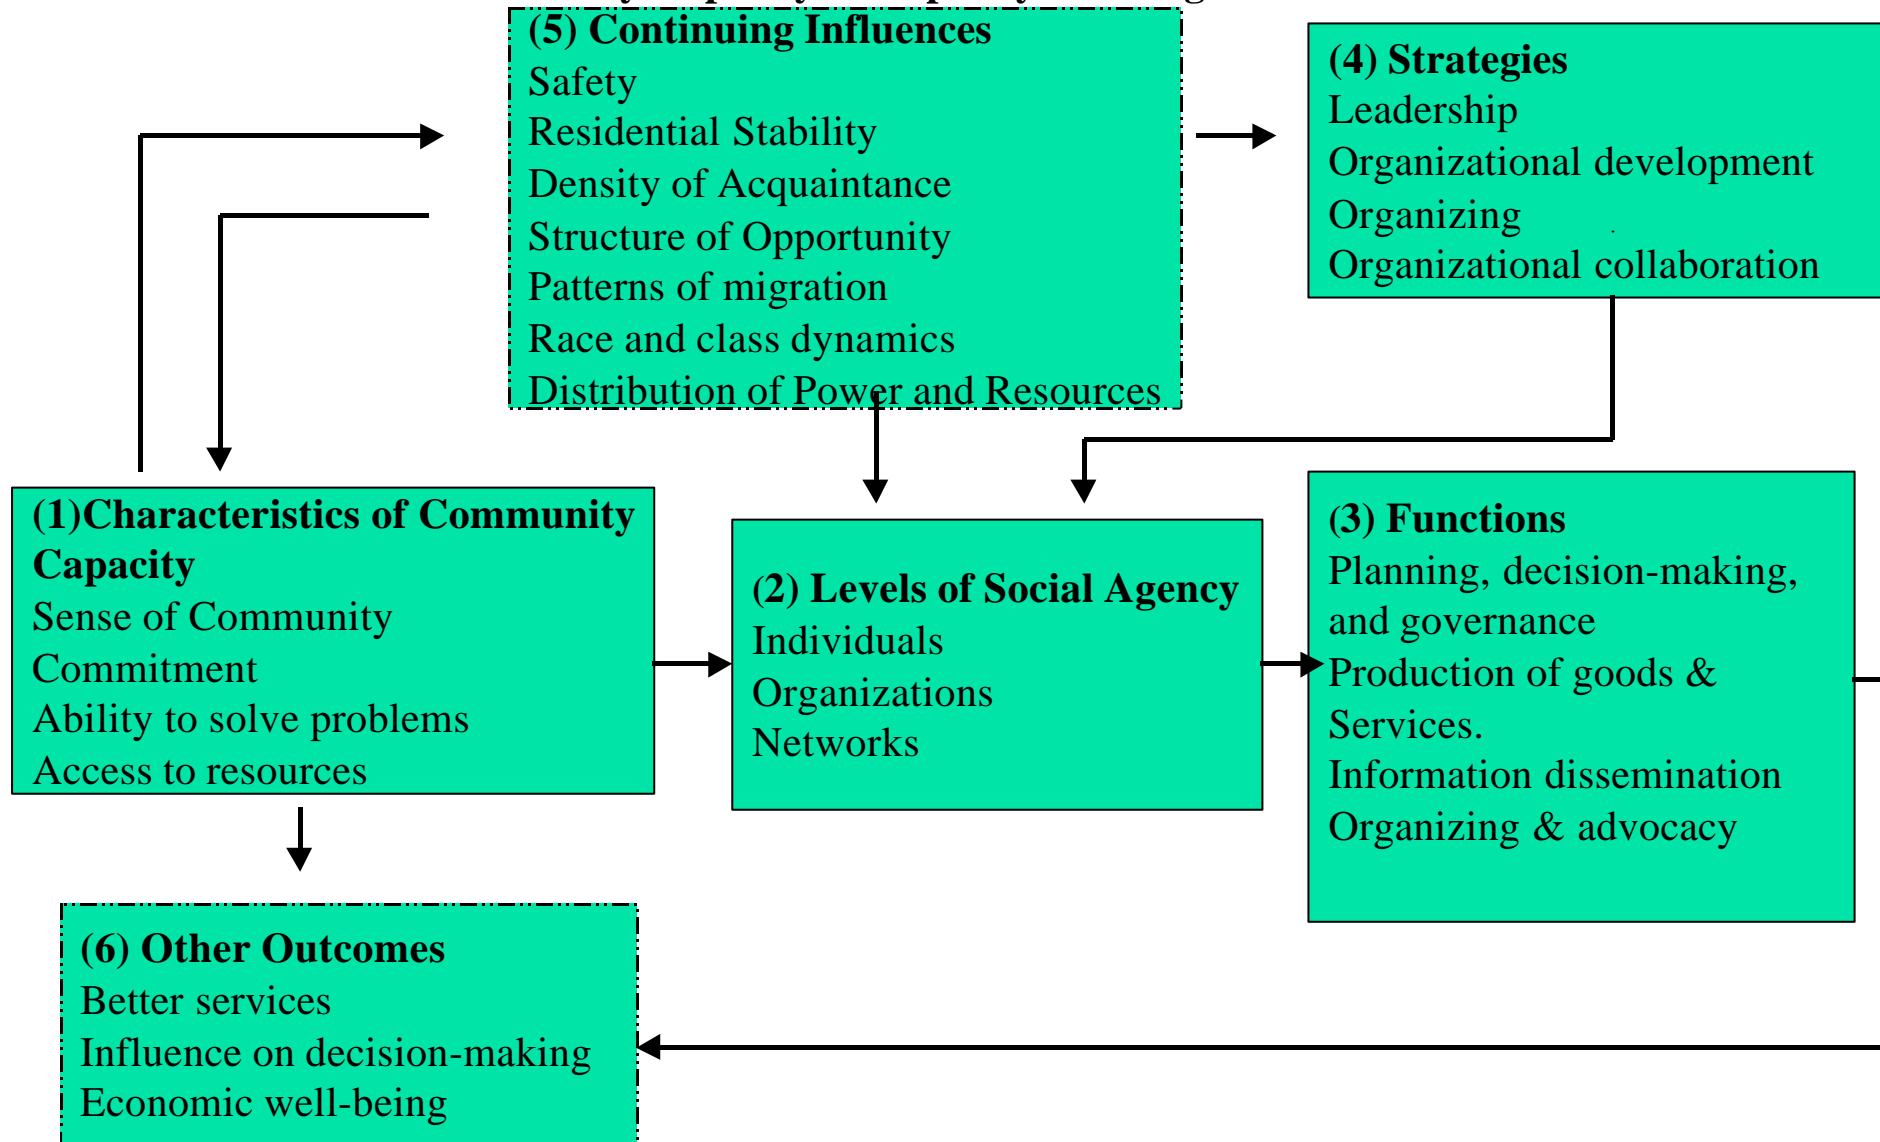 (5) Continuing Influences
Safety
Residential Stability
Density of Acquaintance
Structure of Opportunity
Patterns of migration
Race and class dynamics
Distribution of Power and Resources
(4) Strategies
Leadership
Organizational development
Organizing
Organizational collaboration
(1)Characteristics of Community
Capacity
Sense of Community
Commitment
Ability to solve problems
Access to resources
(2) Levels of Social Agency
Individuals
Organizations
Networks
(3) Functions
Planning, decision-making,
and governance
Production of goods &
Services.
Information dissemination
Organizing & advocacy
(6) Other Outcomes
Better services
Influence on decision-making
Economic well-being